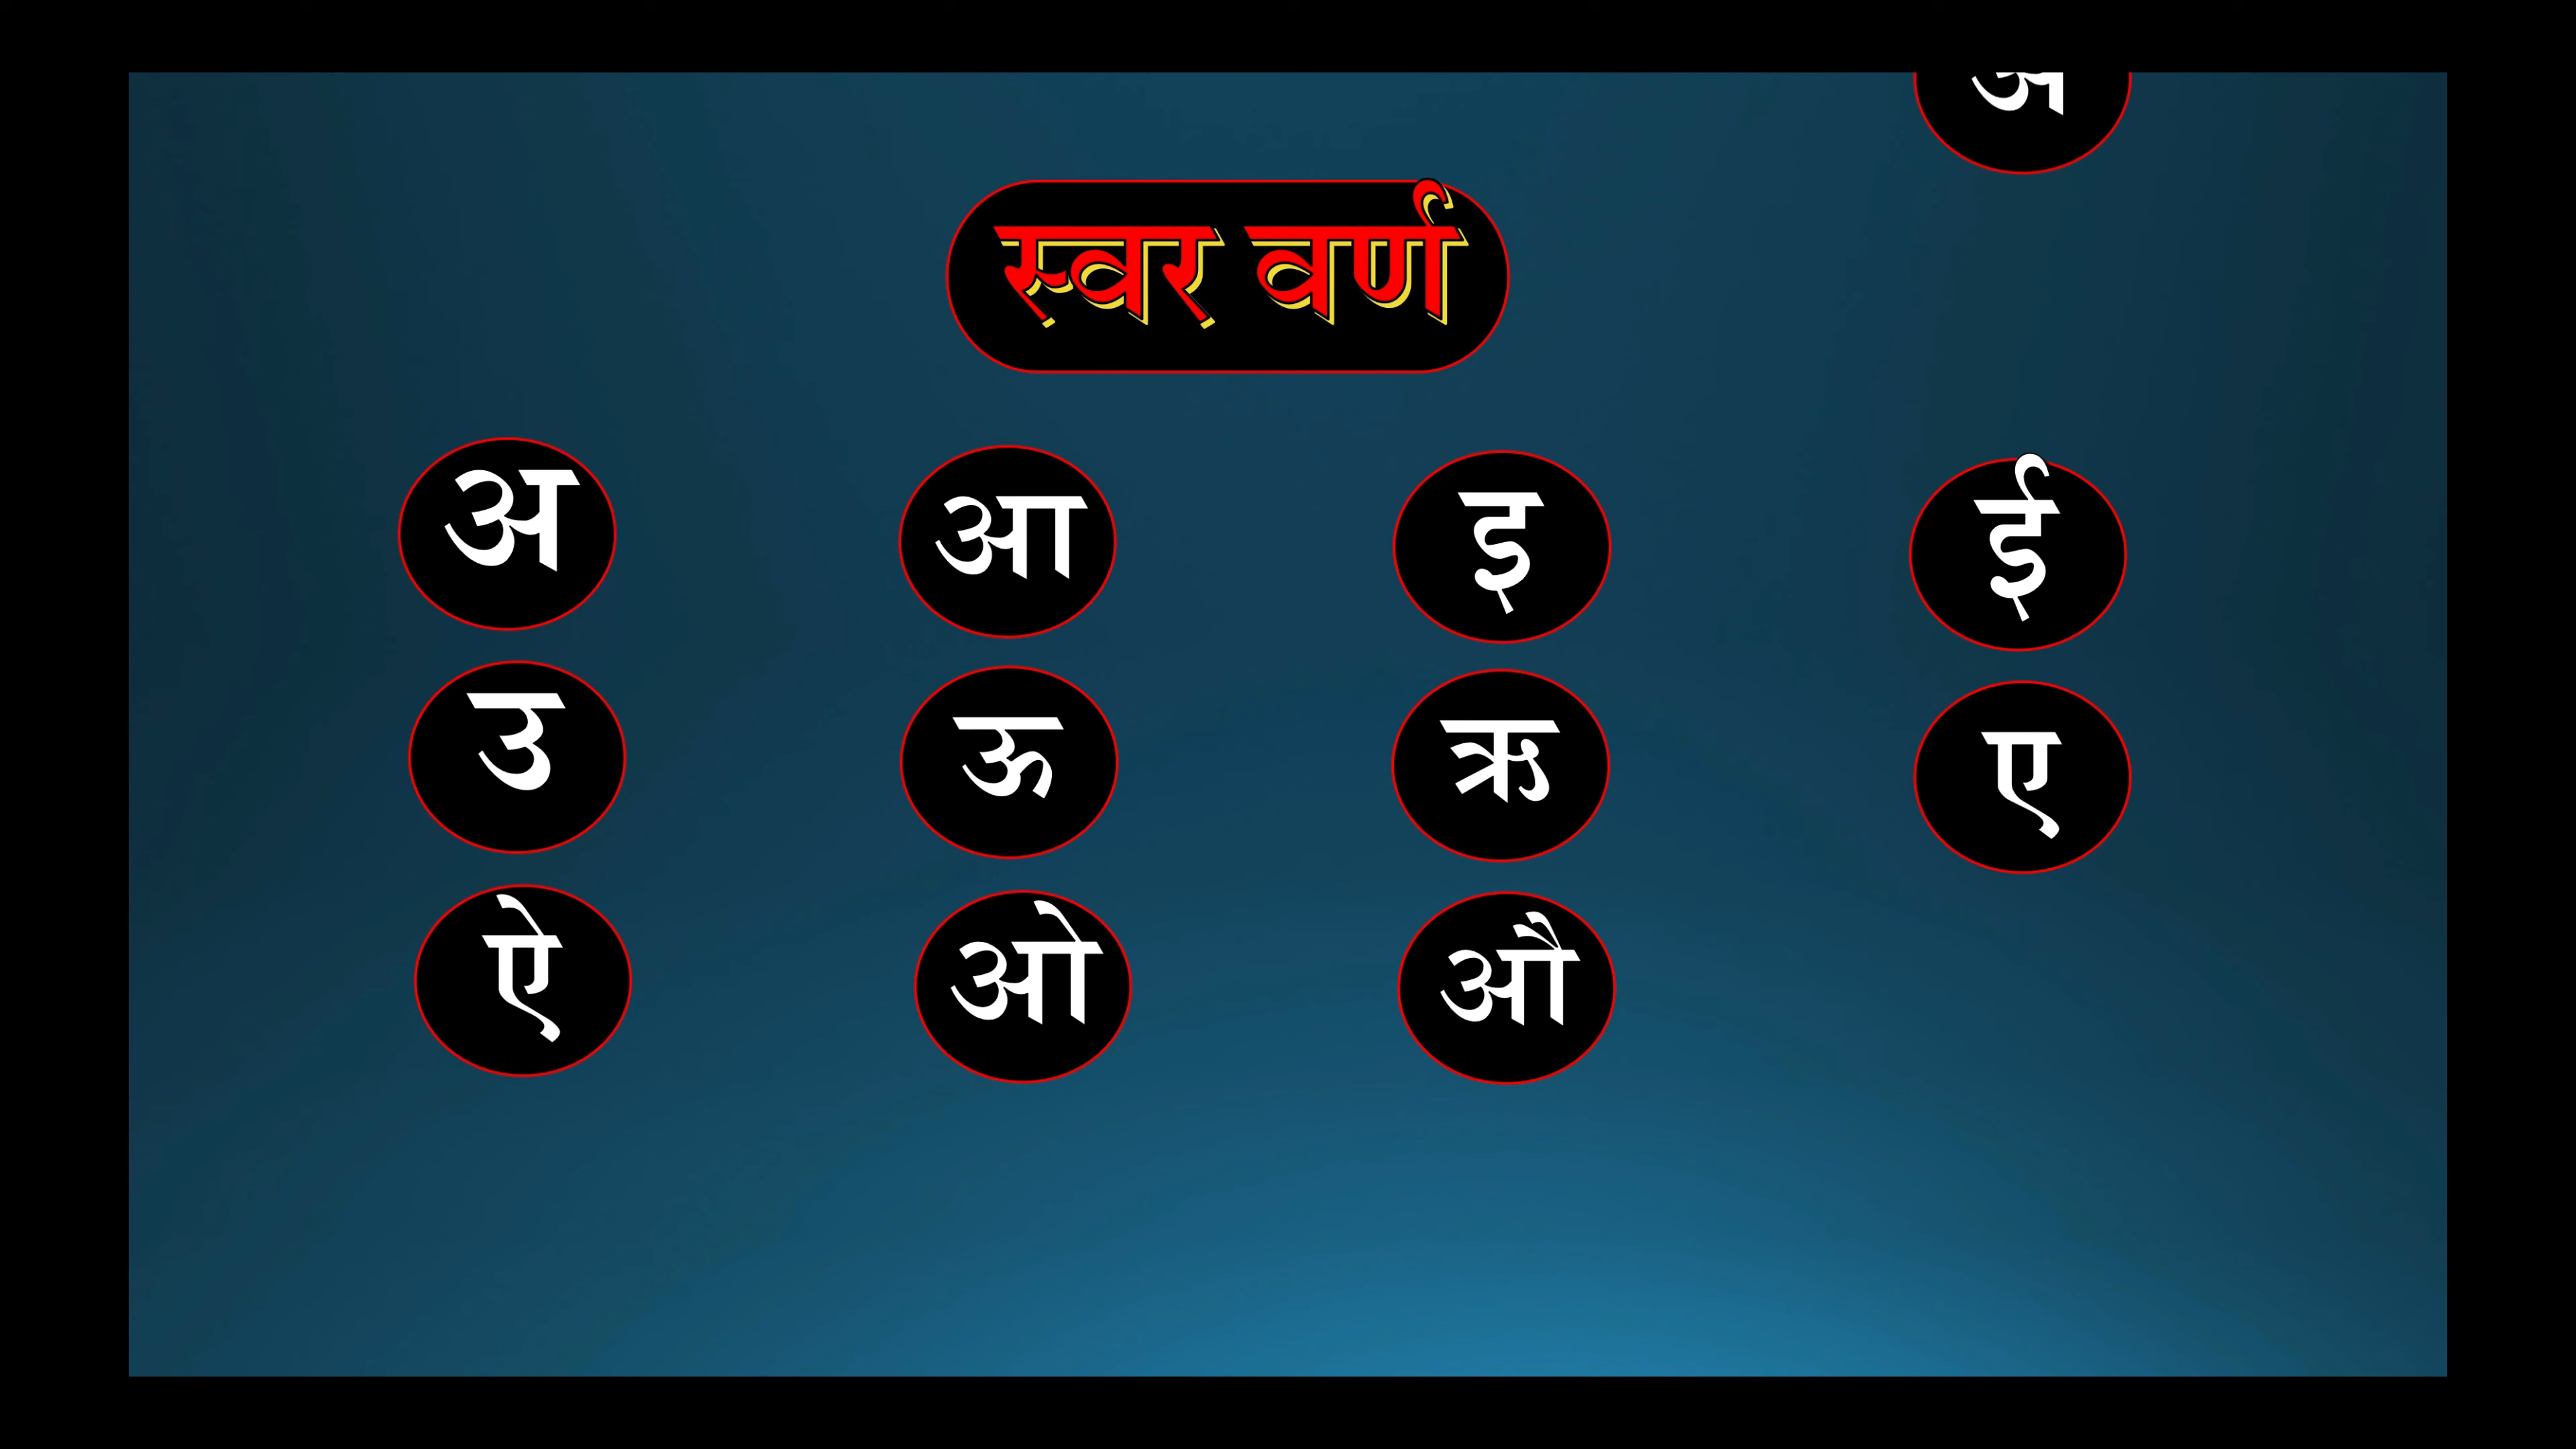 स्वर वर्ण
अ आ इ ई
उ ऊ ऋ ए
ऐ ओ औ